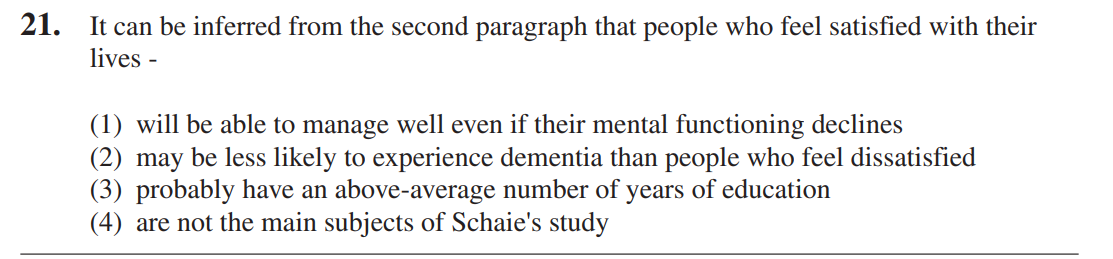 21. It can be inferred from the second paragraph that people who feel satisfied with their
lives -
(1) will be able to manage well even if their mental functioning declines
(2) may be less likely to experience dementia than people who feel dissatisfied
(3) probably have an above-average number of years of education
(4) are not the main subjects of Schaie's study